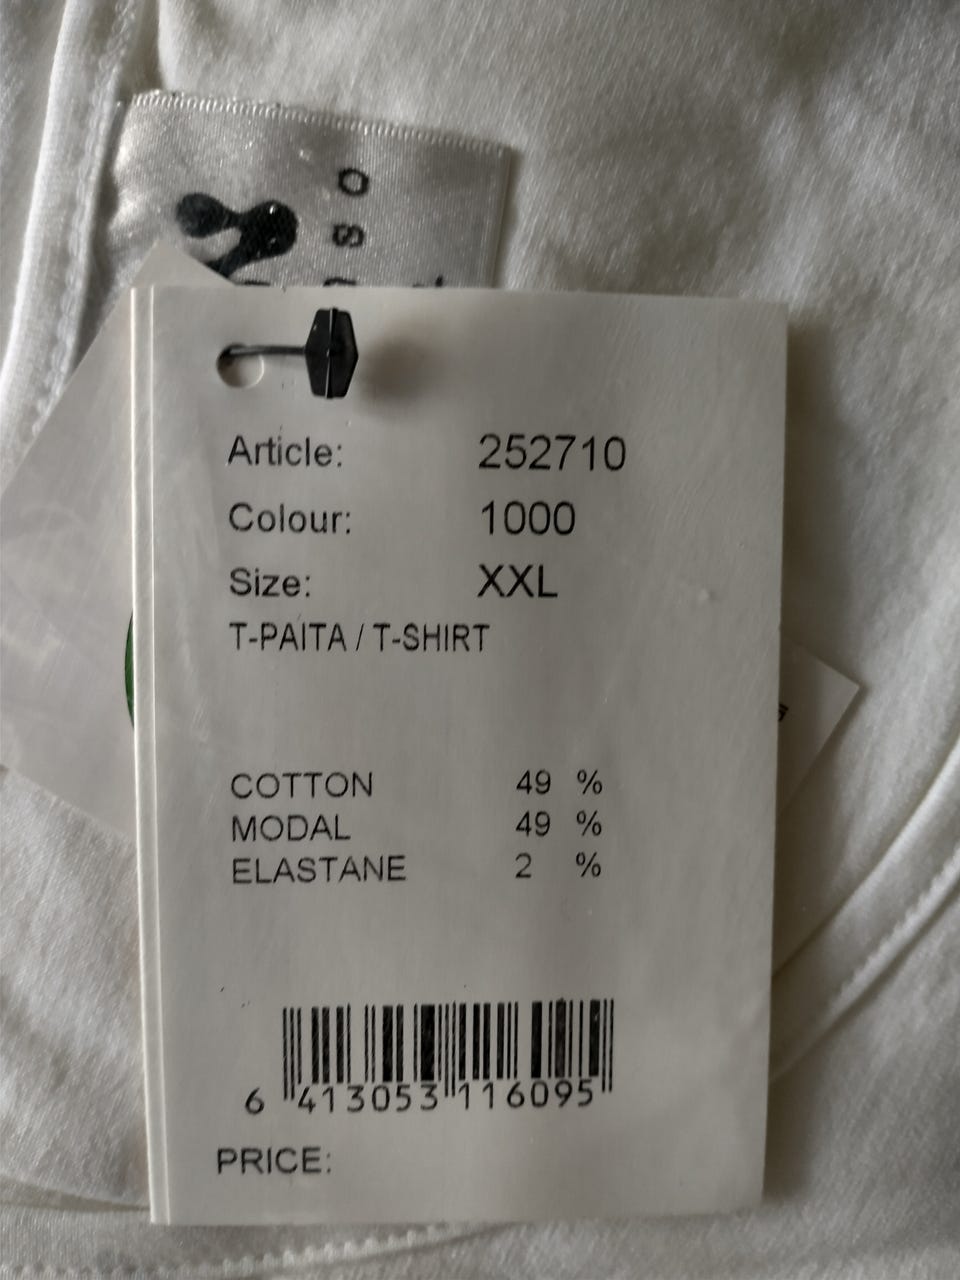 O
S
Article: 252710
Colour: 1000
Size: XXL
T-PAITA / T-SHIRT
COTTON 49 %
MODAL 49 %
ELASTANE 2 %
6 413053 116095
PRICE: